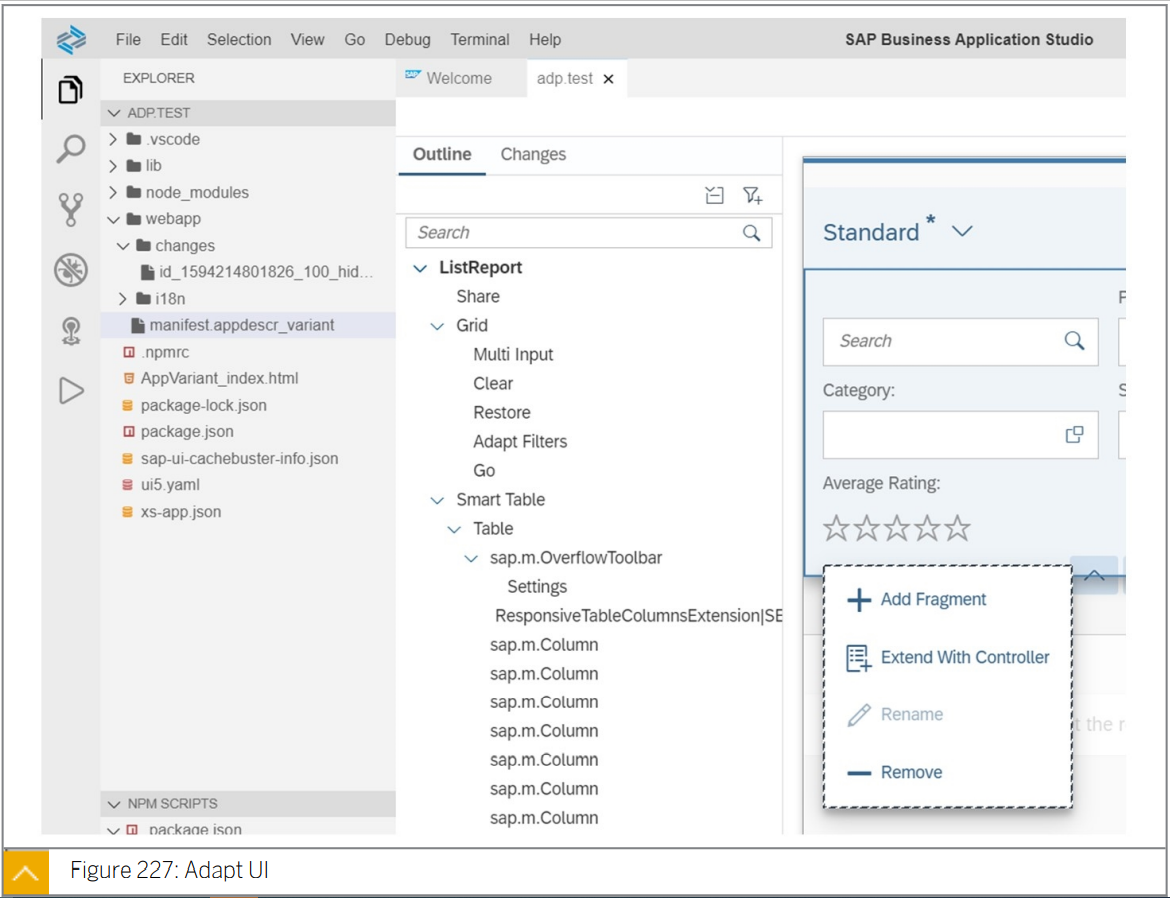 File Edit Selection View Go Debug Terminal Help SAP Business Application Studio
EXPLORER
ADP.TEST
.vscode
lib
node_modules
webapp
changes
id_1594214801826_100_hid...
i18n
manifest.appdescr_variant
.npmrc
AppVariant_index.html
package-lock.json
package.json
sap-ui-cachebuster-info.json
ui5.yaml
xs-app.json
NPM SCRIPTS
package.json
SAP Welcome adp.test
Outline Changes
Search
ListReport
Share
Grid
Multi Input
Clear
Restore
Adapt Filters
Go
Smart Table
Table
sap.m.OverflowToolbar
Settings
ResponsiveTableColumnsExtension|SE
sap.m.Column
sap.m.Column
sap.m.Column
sap.m.Column
sap.m.Column
sap.m.Column
sap.m.Column
Standard *
Search
Category:
Average Rating:
Add Fragment
Extend With Controller
Rename
t the r
Remove
Figure 227: Adapt UI